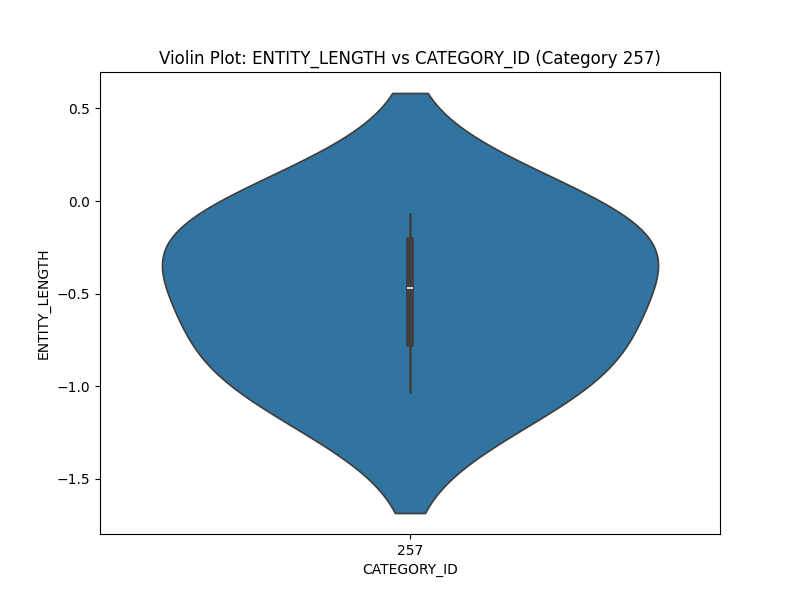 Violin Plot: ENTITY_LENGTH vs CATEGORY_ID (Category 257)
0.5
0.0
−0.5
−1.0
−1.5
ENTITY_LENGTH
257
CATEGORY_ID